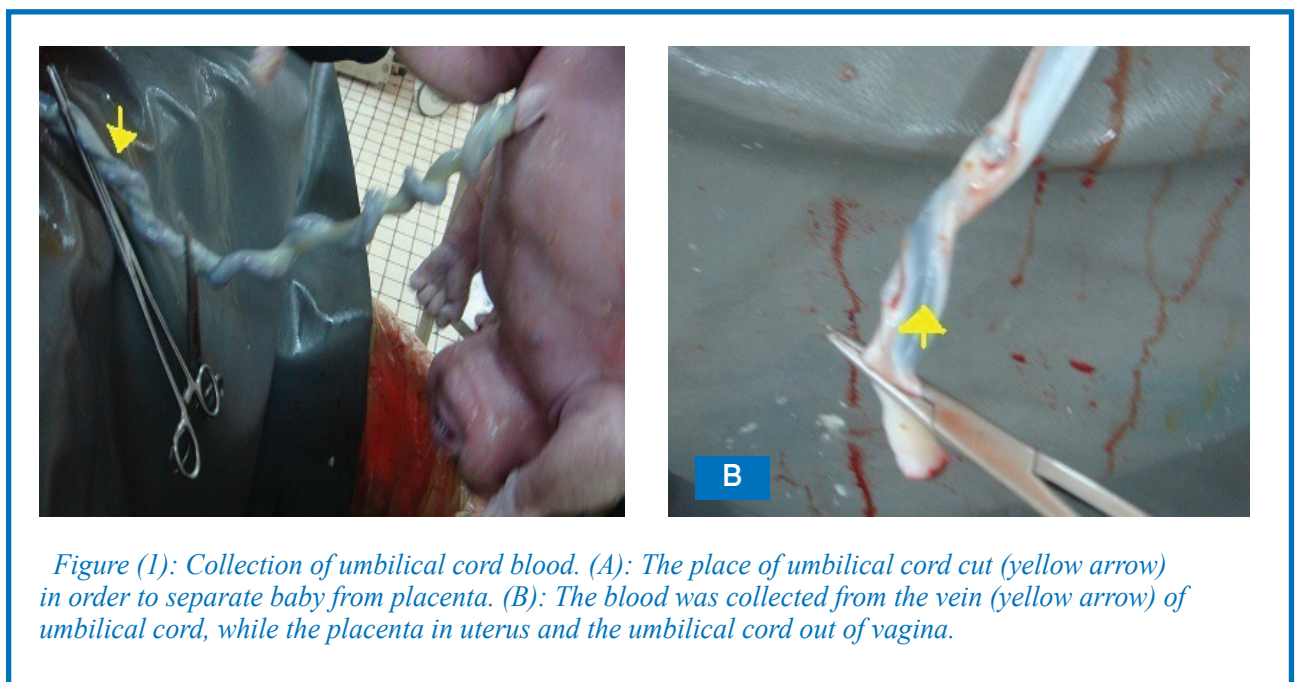 B
Figure (1): Collection of umbilical cord blood. (A): The place of umbilical cord cut (yellow arrow)
in order to separate baby from placenta. (B): The blood was collected from the vein (yellow arrow) of
umbilical cord, while the placenta in uterus and the umbilical cord out of vagina.